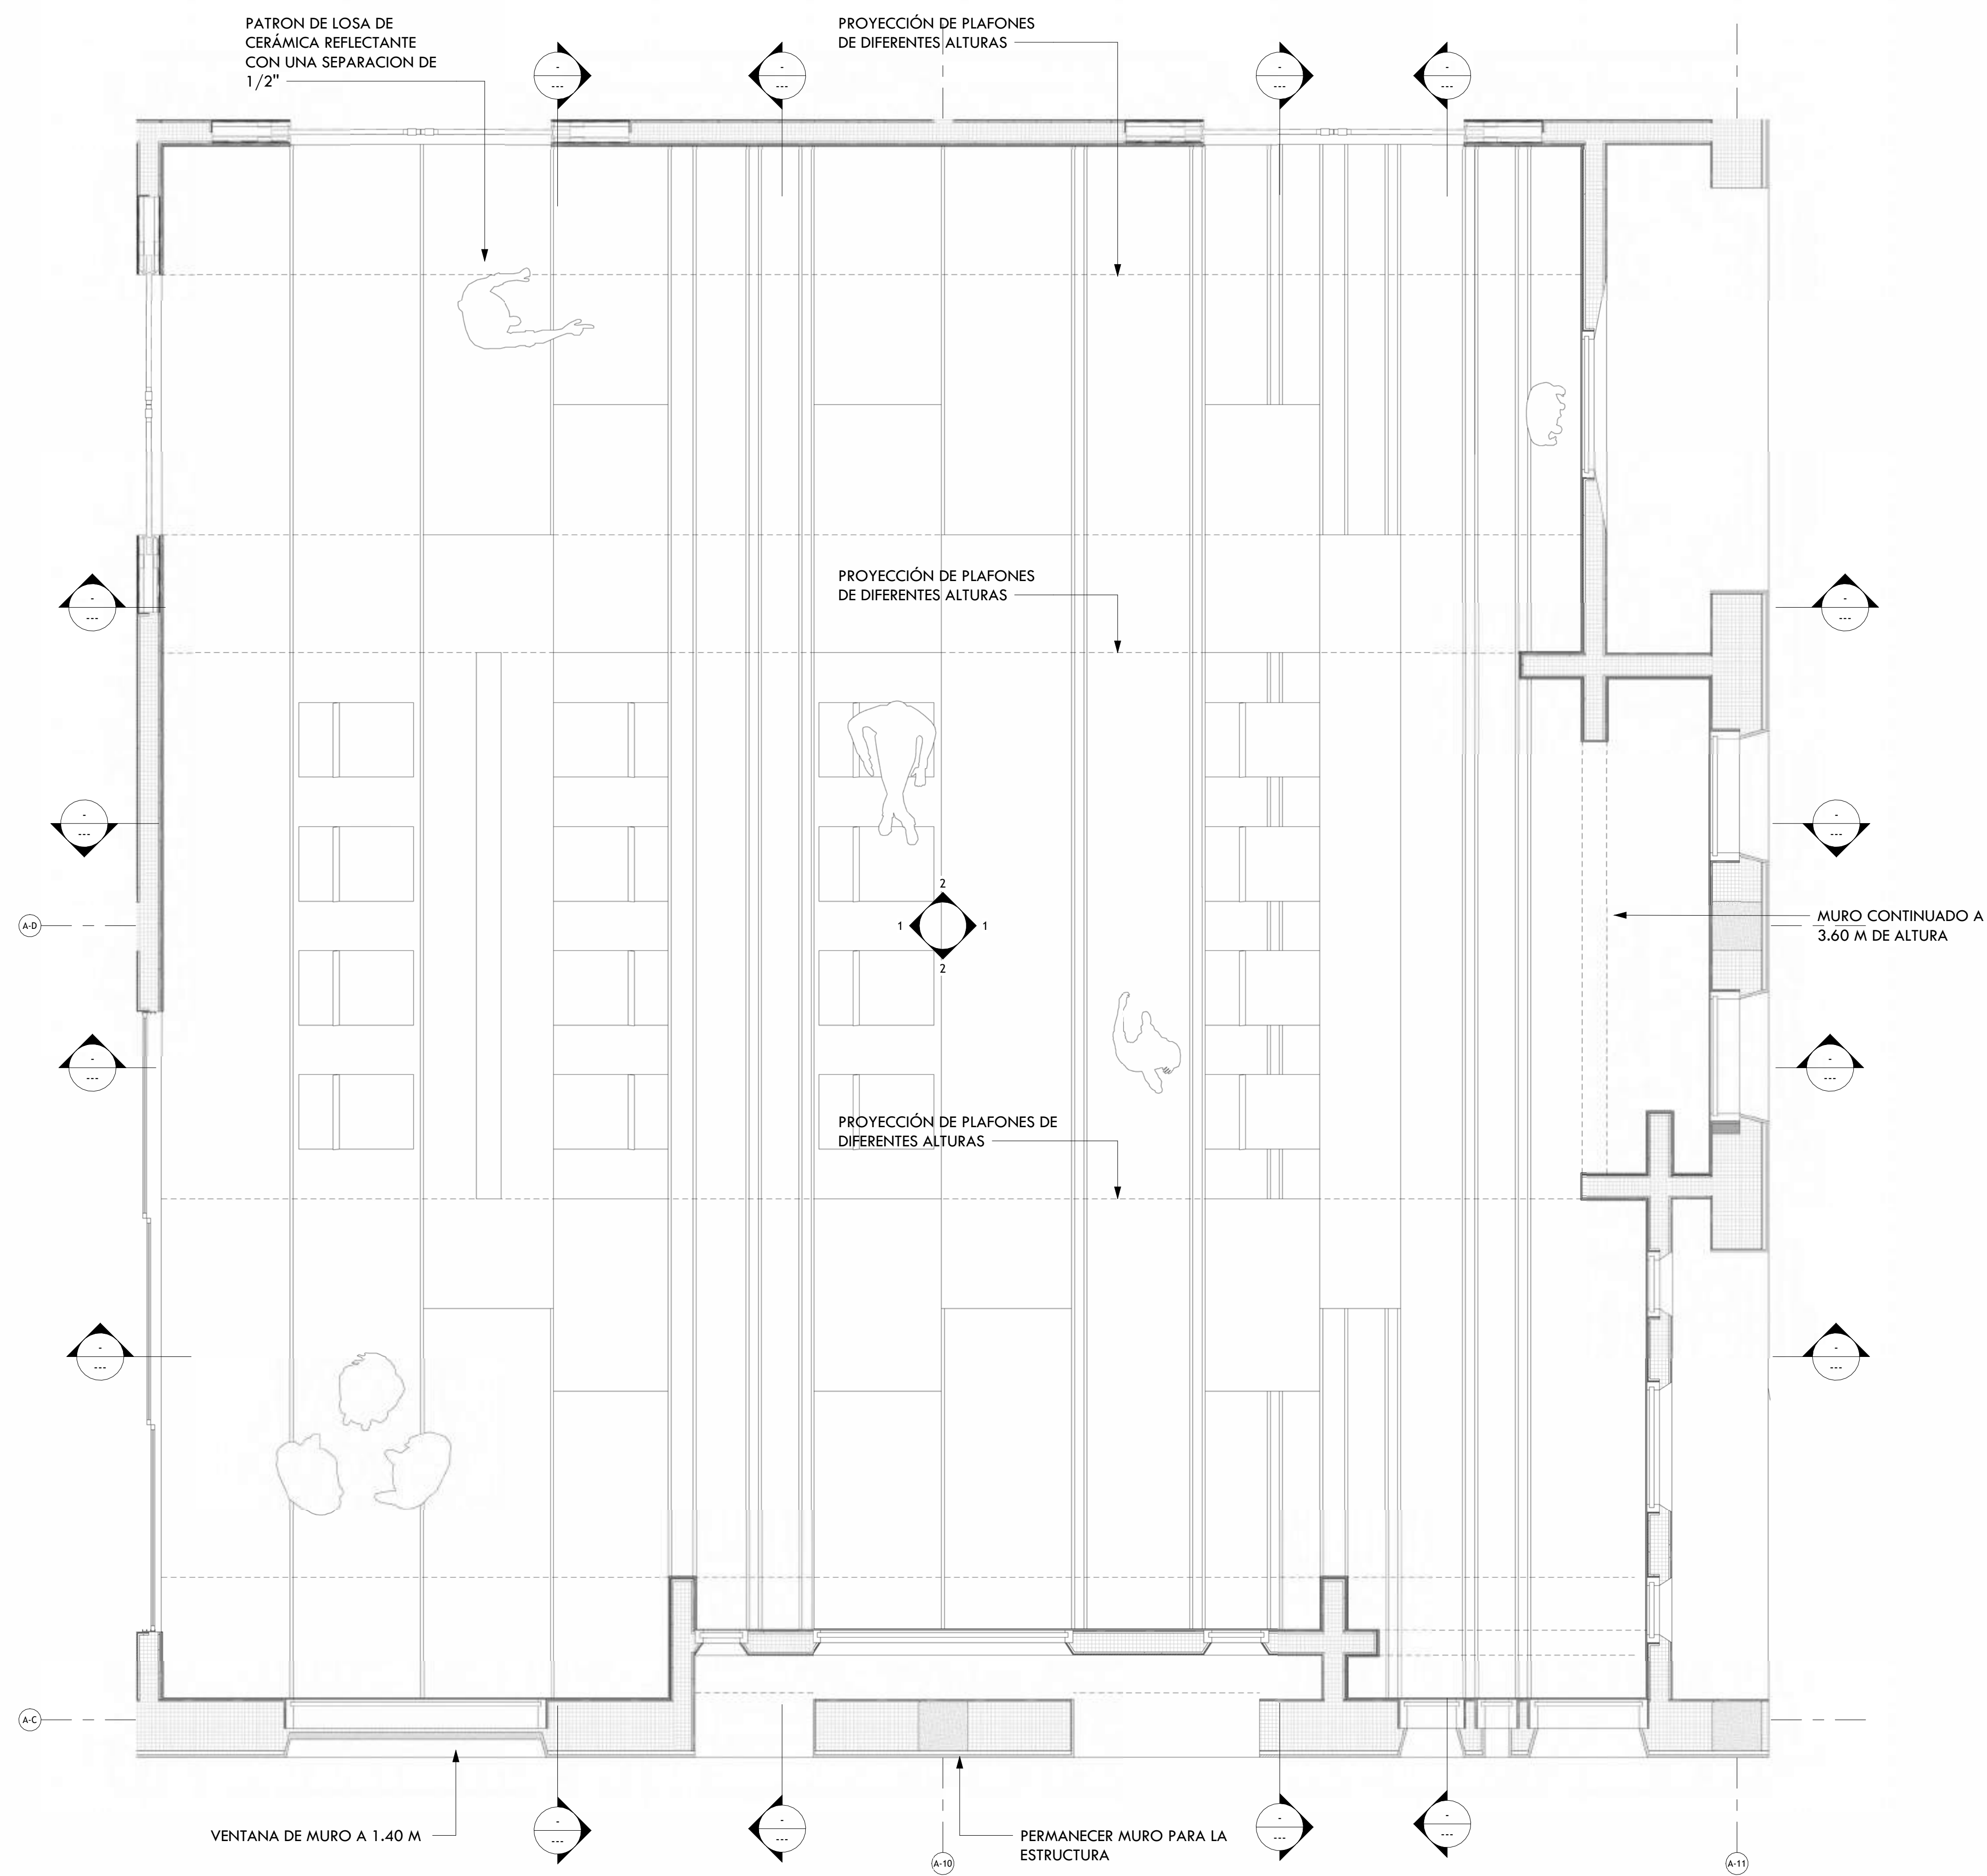 PATRON DE LOSA DE
CERÁMICA REFLECTANTE
CON UNA SEPARACION DE
1/2"
PROYECCIÓN DE PLAFONES
DE DIFERENTES ALTURAS
-
---
-
---
-
---
-
---
PROYECCIÓN DE PLAFONES
DE DIFERENTES ALTURAS
-
---
-
---
-
---
-
---
2
1
1
2
A-D
MURO CONTINUADO A
3.60 M DE ALTURA
-
---
-
---
PROYECCIÓN DE PLAFONES DE
DIFERENTES ALTURAS
-
---
-
---
A-C
VENTANA DE MURO A 1.40 M
-
---
-
---
PERMANECER MURO PARA LA
ESTRUCTURA
-
---
-
---
A-10
A-11